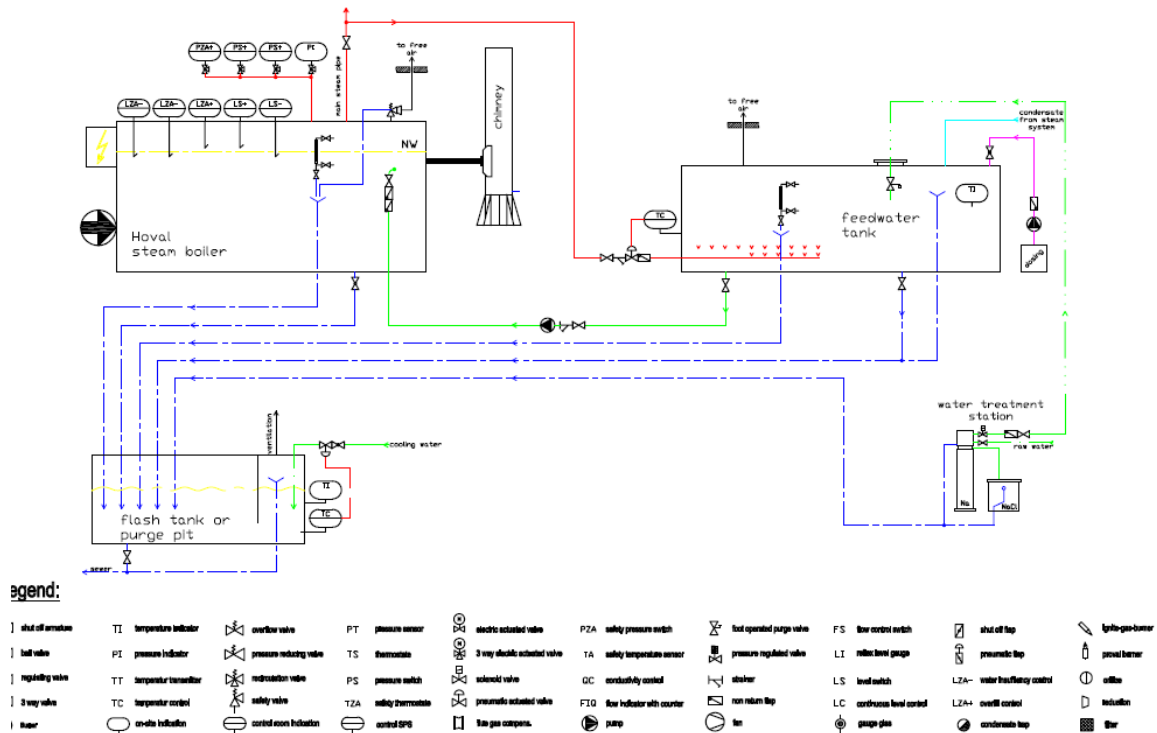 to free
air
PZA+
PS+
PS+
PI
main steam pipe
LZA-
LZA-
LZA+
LS+
LS-
NW
chimney
Hoval
steam boiler
to free
air
condensate
from steam
system
TC
TI
feedwater
tank
dosing
water treatment
station
raw water
Na
NaCl
ventilation
cooling water
TI
TC
flash tank or
purge pit
sewer
egend:
shut off armature
TI temperature indicator
overflow valve
PT pressure sensor
electric actuated valve
PZA safety pressure switch
foot operated purge valve
FS flow control switch
shut off flap
ignite-gas-burner
ball valve
PI pressure indicator
pressure reducing valve
TS thermostate
3 way electric actuated valve
TA safety temperature sensor
pressure regulated valve
LI reflex level gauge
pneumatic flap
regulating valve
TT temperatur transmitter
recirculation valve
PS pressure switch
solenoid valve
QC conductivity control
strainer
LS level switch
LZA- water insuffiency control
orifice
3 way valve
TC temperatur control
safety valve
TZA safety thermostate
pneumatic actuated valve
FIQ flow indicator with counter
non return flap
LC continuous level control
LZA+ overfill control
reduction
on-site indication
control room indication
control SPS
flue gas compens.
pump
fan
gauge glas
condensate trap
filter